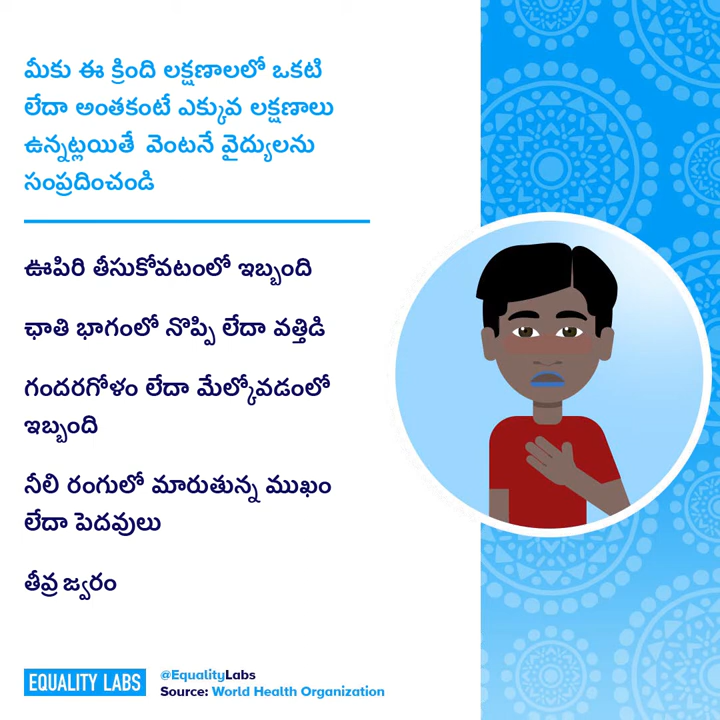 మీకు ఈ క్రింది లక్షణాలలో ఒకటి
లేదా అంతకంటే ఎక్కువ లక్షణాలు
ఉన్నట్లయితే వెంటనే వైద్యులను
సంప్రదించండి
ఊపిరి తీసుకోవటంలో ఇబ్బంది
ఛాతి భాగంలో నొప్పి లేదా వత్తిడి
గందరగోళం లేదా మేల్కోవడంలో
ఇబ్బంది
నీలి రంగులో మారుతున్న ముఖం
లేదా పెదవులు
తీవ్ర జ్వరం
EQUALITY LABS
@EqualityLabs
Source: World Health Organization